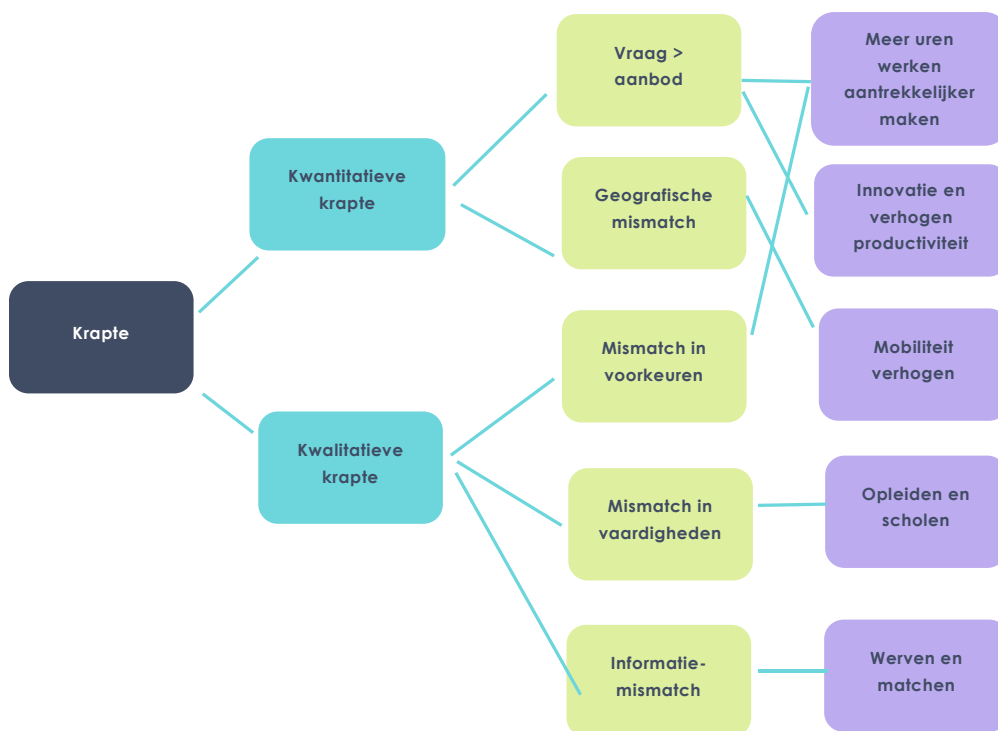 Krapte
Kwantitatieve
krapte
Kwalitatieve
krapte
Vraag >
aanbod
Geografische
mismatch
Mismatch in
voorkeuren
Mismatch in
vaardigheden
Informatie-
mismatch
Meer uren
werken
aantrekkelijker
maken
Innovatie en
verhogen
productiviteit
Mobiliteit
verhogen
Opleiden en
scholen
Werven en
matchen